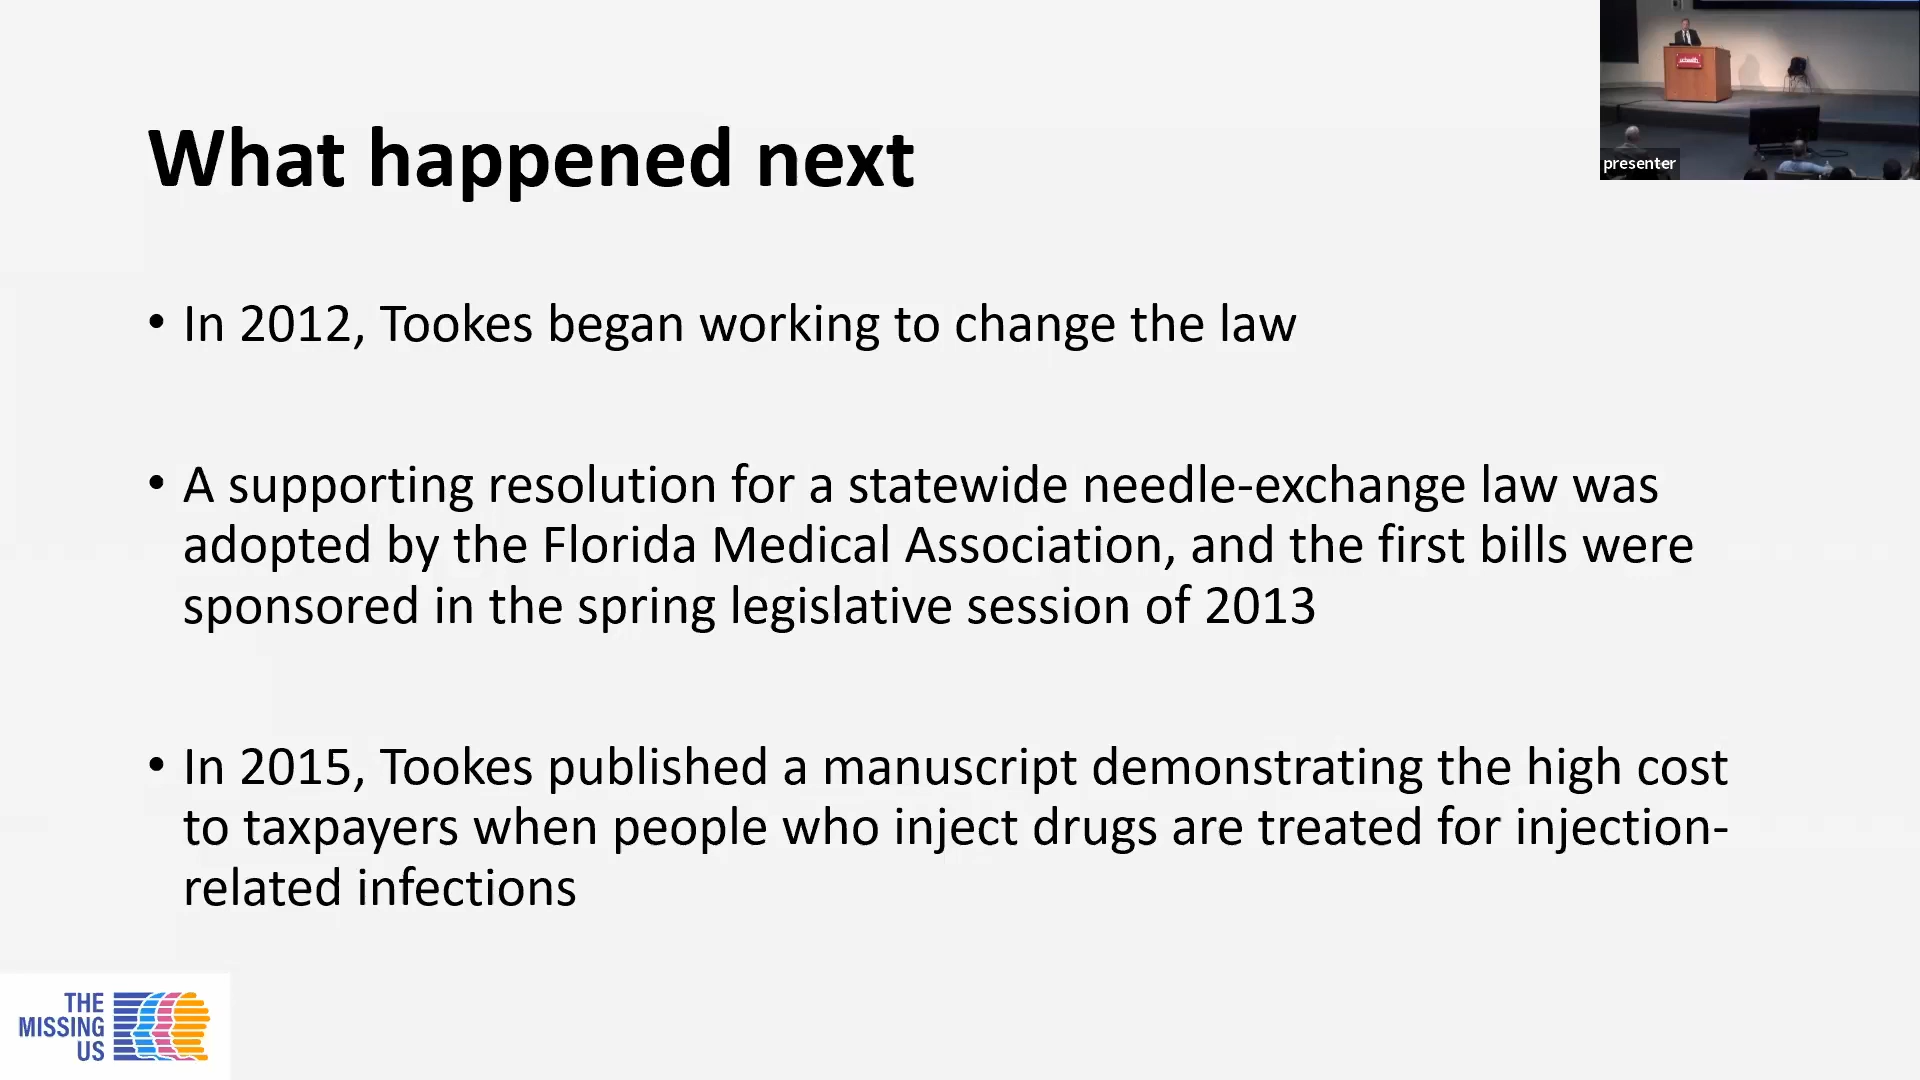 What happened next
presenter
• In 2012, Tookes began working to change the law
• A supporting resolution for a statewide needle-exchange law was
adopted by the Florida Medical Association, and the first bills were
sponsored in the spring legislative session of 2013
• In 2015, Tookes published a manuscript demonstrating the high cost
to taxpayers when people who inject drugs are treated for injection-
related infections
THE
MISSING
US